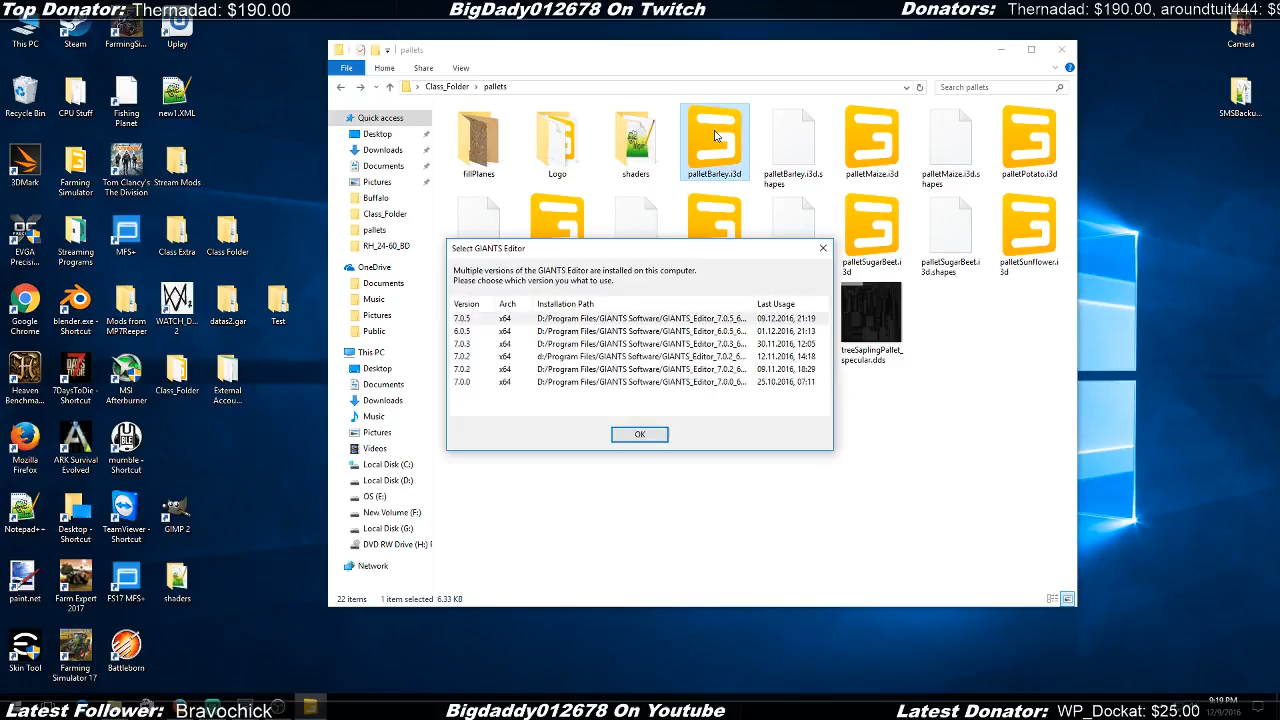 Top Donator: Thernadad: $190.00
BigDady012678 On Twitch
Donators: Thernadad: $190.00, aroundtuit444: $9
This PC
Steam
FarmingSi...
Uplay
Camera
Recycle Bin
CPU Stuff
Fishing Planet
new1.XML
SMSBacku...
3DMark
Farming Simulator
Tom Clancy's The Division
Stream Mods
EVGA Precisi...
Streaming Programs
MFS+
Class Extra
Class Folder
Google Chrome
blender.exe - Shortcut
Mods from MP7Reeper
WATCH_D... 2
datas2.gar
Test
Heaven Benchma...
7DaysToDie - Shortcut
MSI Afterburner
Class_Folder
External Accou...
Mozilla Firefox
ARK Survival Evolved
mumble - Shortcut
Notepad++
Desktop - Shortcut
TeamViewer - Shortcut
GIMP 2
paint.net
Farm Expert 2017
FS17 MFS+
shaders
Skin Tool
Farming Simulator 17
Battleborn
pallets
File Home Share View
Class_Folder > pallets
Search pallets
Quick access
Desktop
Downloads
Documents
Pictures
Buffalo
Class_Folder
pallets
RH_24-60_BD
OneDrive
Documents
Music
Pictures
Public
This PC
Desktop
Documents
Downloads
Music
Pictures
Videos
Local Disk (C:)
Local Disk (D:)
OS (E:)
New Volume (F:)
Local Disk (G:)
DVD RW Drive (H:)
Network
fillPlanes
Logo
shaders
palletBarley.i3d
palletBarley.i3d.shapes
palletMaize.i3d
palletMaize.i3d.shapes
palletPotato.i3d
palletSugarBeet.i3d
palletSugarBeet.i3d.shapes
palletSunflower.i3d
treeSaplingPallet_specular.dds
Select GIANTS Editor
Multiple versions of the GIANTS Editor are installed on this computer.
Please choose which version you what to use.
Version Arch Installation Path Last Usage
7.0.5 x64 D:/Program Files/GIANTS Software/GIANTS_Editor_7.0.5_6... 09.12.2016, 21:19
6.0.5 x64 D:/Program Files/GIANTS Software/GIANTS_Editor_6.0.5_6... 01.12.2016, 21:13
7.0.3 x64 D:/Program Files/GIANTS Software/GIANTS_Editor_7.0.3_6... 30.11.2016, 12:05
7.0.2 x64 d:/Program Files/GIANTS Software/GIANTS_Editor_7.0.2_6... 12.11.2016, 14:18
7.0.2 x64 D:/Program Files/GIANTS Software/GIANTS_Editor_7.0.2_6... 09.11.2016, 18:29
7.0.0 x64 D:/Program Files/GIANTS Software/GIANTS_Editor_7.0.0_6... 25.10.2016, 07:11
OK
22 items 1 item selected 6.33 KB
9:19 PM
12/9/2016
Latest Follower: Bravochick
Bigdady012678 On Youtube
Latest Donator: WP_Dockat: $25.00